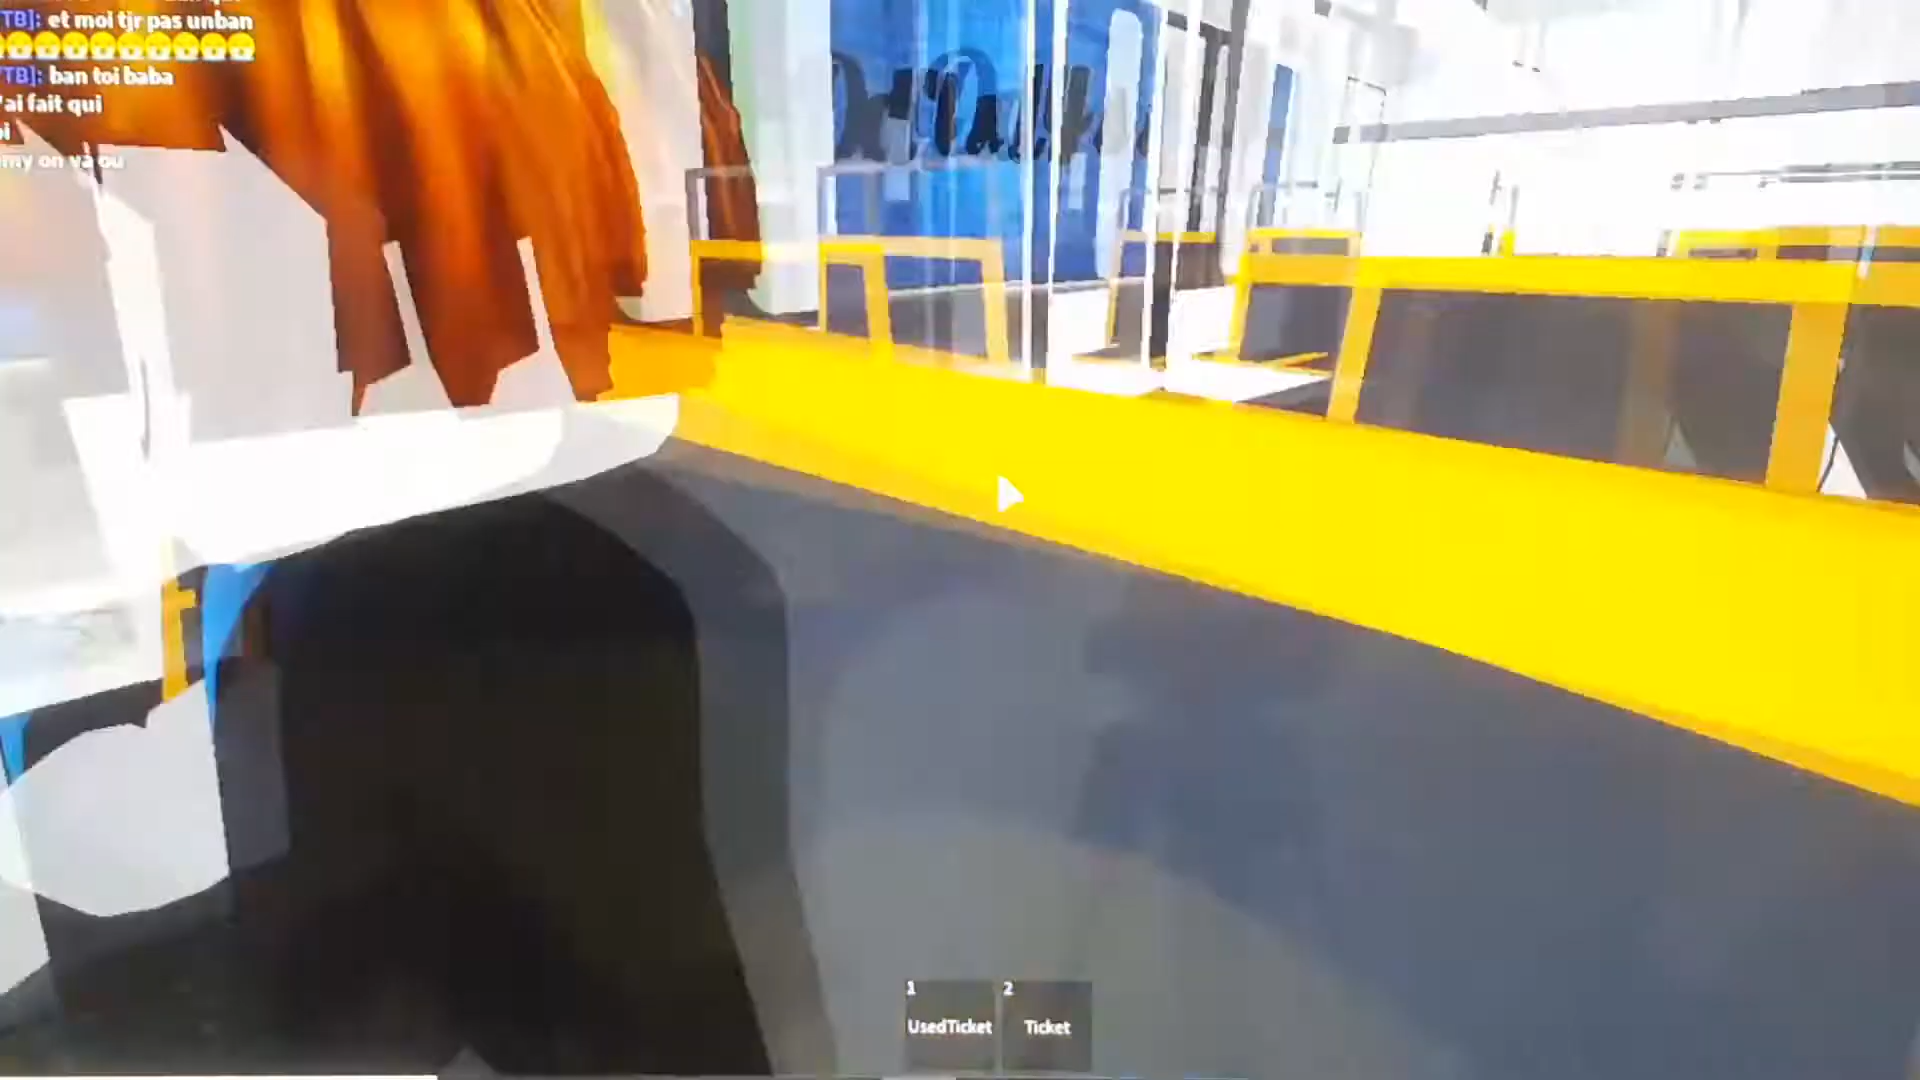 TB]: et moi tjr pas unban
😭😭😭😭😭😭😭😭😭
TB]: ban toi baba
'ai fait qui
my on va ou
1
UsedTicket
2
Ticket